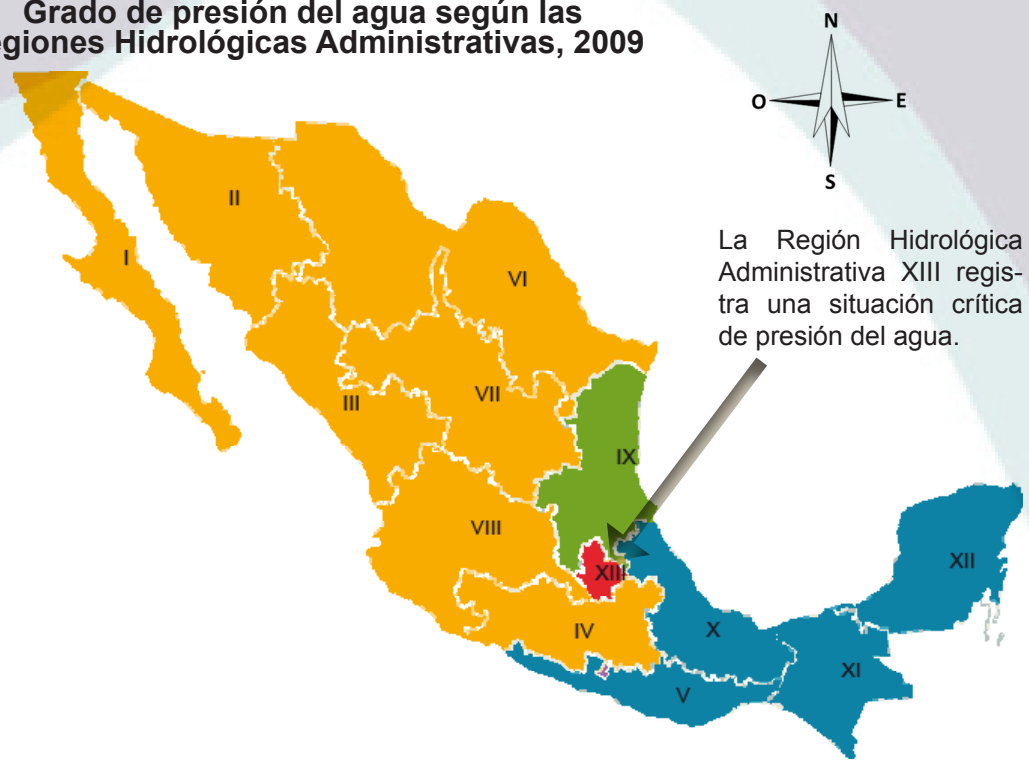 Grado de presión del agua según las
egiones Hidrológicas Administrativas, 2009
N
O
E
S
La Región Hidrológica
Administrativa XIII regis-
tra una situación crítica
de presión del agua.
I
II
VI
VII
III
IX
VIII
XIII
XII
IV
X
XI
V